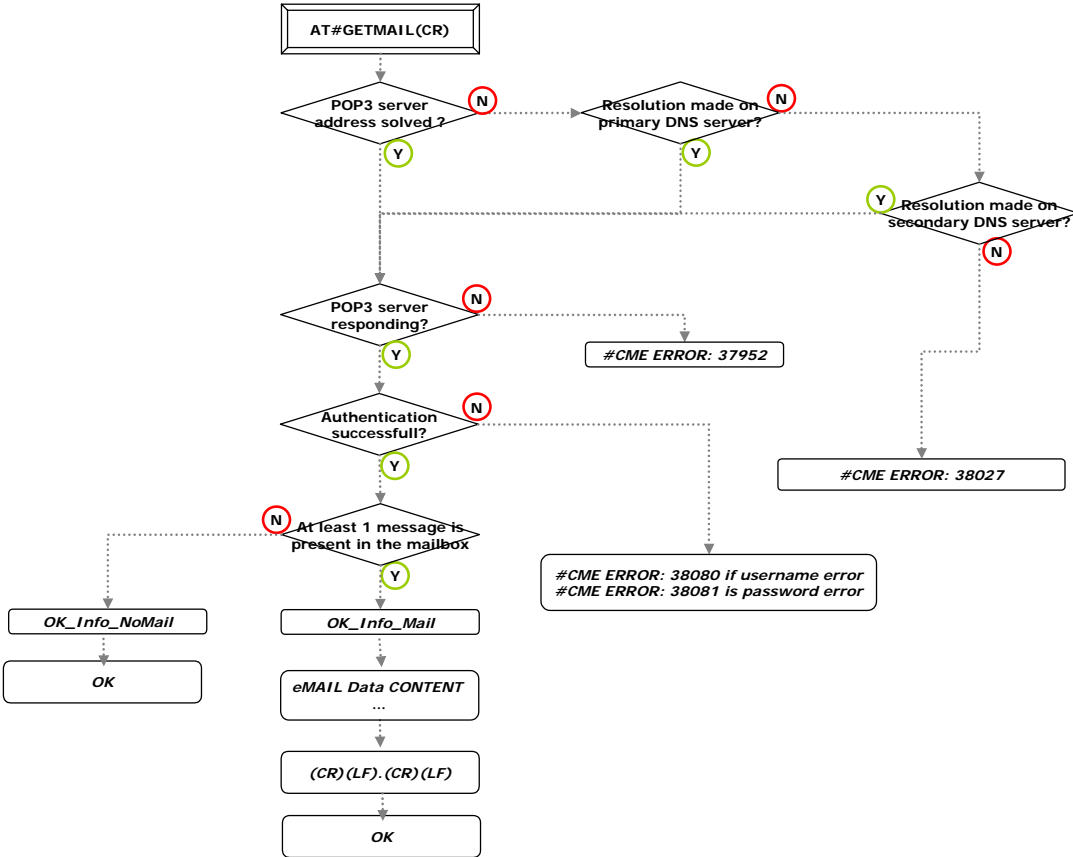 AT#GETMAIL(CR)
POP3 server
address solved ?
N
Resolution made on
primary DNS server?
N
Y
Y
Y
Resolution made on
secondary DNS server?
N
POP3 server
responding?
N
Y
#CME ERROR: 37952
Authentication
successfull?
N
Y
#CME ERROR: 38027
N
At least 1 message is
present in the mailbox
Y
#CME ERROR: 38080 if username error
#CME ERROR: 38081 is password error
OK_Info_NoMail
OK_Info_Mail
OK
eMAIL Data CONTENT
...
(CR)(LF).(CR)(LF)
OK